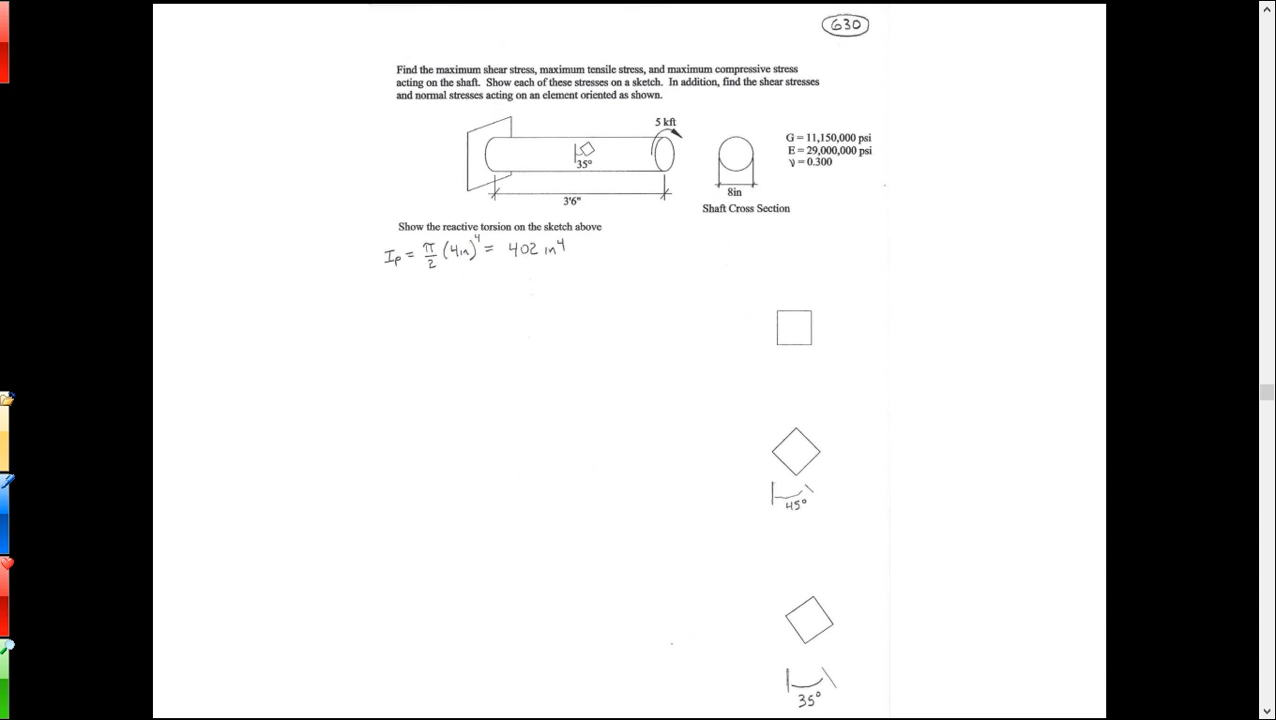 630
Find the maximum shear stress, maximum tensile stress, and maximum compressive stress
acting on the shaft. Show each of these stresses on a sketch. In addition, find the shear stresses
and normal stresses acting on an element oriented as shown.
5 kft
35°
3'6"
8in
Shaft Cross Section
G = 11,150,000 psi
E = 29,000,000 psi
ν = 0.300
Show the reactive torsion on the sketch above
Ip = π/2 (4in)⁴ = 402 in⁴
45°
35°